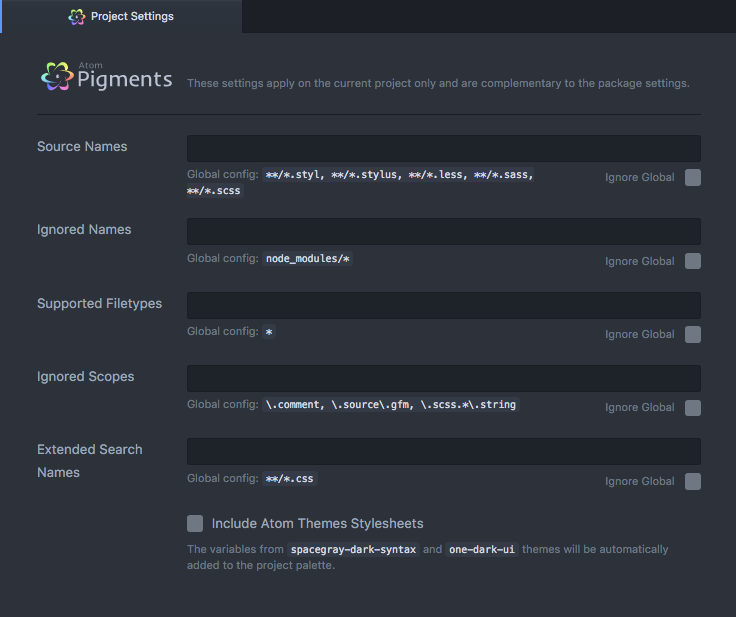 Project Settings
Atom
Pigments
These settings apply on the current project only and are complementary to the package settings.
Source Names
Global config: **/*.styl, **/*.stylus, **/*.less, **/*.sass,
**/*.scss
Ignore Global
Ignored Names
Global config: node_modules/*
Ignore Global
Supported Filetypes
Global config: *
Ignore Global
Ignored Scopes
Global config: \.comment, \.source\.gfm, \.scss.*\.string
Ignore Global
Extended Search
Names
Global config: **/*.css
Ignore Global
Include Atom Themes Stylesheets
The variables from spacegray-dark-syntax and one-dark-ui themes will be automatically
added to the project palette.